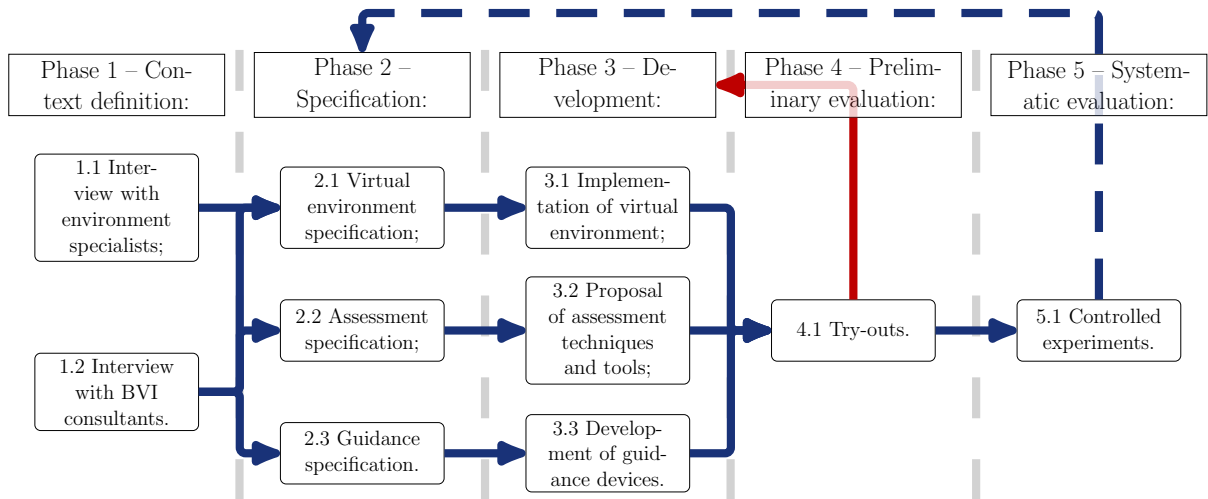 Phase 1 – Con-
text definition:
Phase 2 –
Specification:
Phase 3 – De-
velopment:
Phase 4 – Prelim-
inary evaluation:
Phase 5 – System-
atic evaluation:
1.1 Inter-
view with
environment
specialists;
1.2 Interview
with BVI
consultants.
2.1 Virtual
environment
specification;
2.2 Assessment
specification;
2.3 Guidance
specification.
3.1 Implemen-
tation of virtual
environment;
3.2 Proposal
of assessment
techniques
and tools;
3.3 Develop-
ment of guid-
ance devices.
4.1 Try-outs.
5.1 Controlled
experiments.